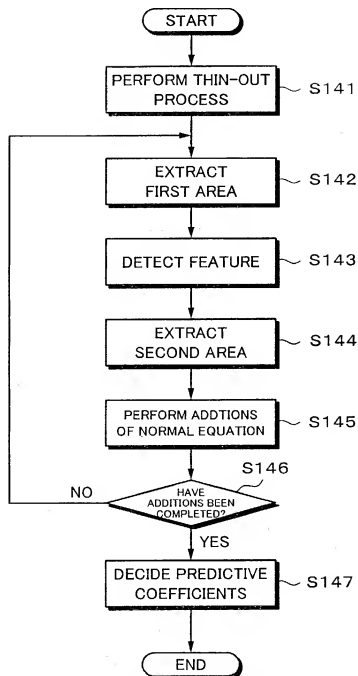 START
PERFORM THIN-OUT
PROCESS
S141
EXTRACT
FIRST AREA
S142
DETECT FEATURE
S143
EXTRACT
SECOND AREA
S144
PERFORM ADDTIONS
OF NORMAL EQUATION
S145
S146
HAVE
ADDITIONS BEEN
COMPLETED?
NO
YES
DECIDE PREDICTIVE
COEFFICIENTS
S147
END